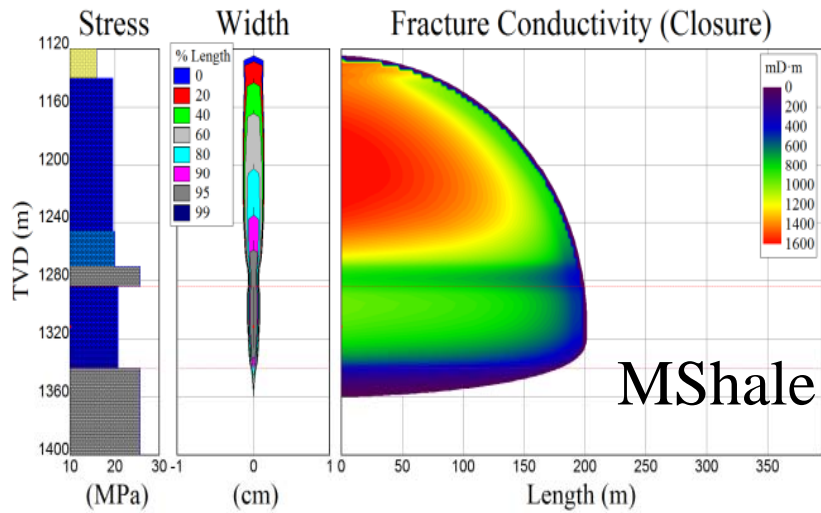 Stress Width Fracture Conductivity (Closure)
TVD (m)
1120
1160
1200
1240
1280
1320
1360
1400
10 20 30
(MPa)
% Length
0
20
40
60
80
90
95
99
-1 0 1
(cm)
mD·m
0
200
400
600
800
1000
1200
1400
1600
MShale
0 50 100 150 200 250 300 350
Length (m)